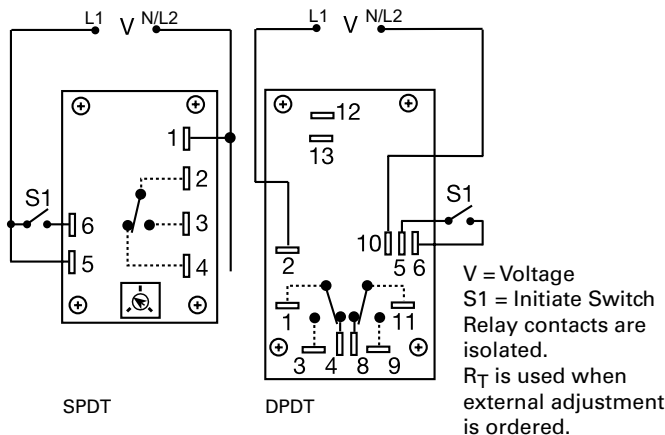 L1 V N/L2
L1 V N/L2
1
2
3
4
S1
6
5
12
13
S1
10 5 6
2
1
11
3 4 8 9
V = Voltage
S1 = Initiate Switch
Relay contacts are
isolated.
RT is used when
external adjustment
is ordered.
SPDT
DPDT